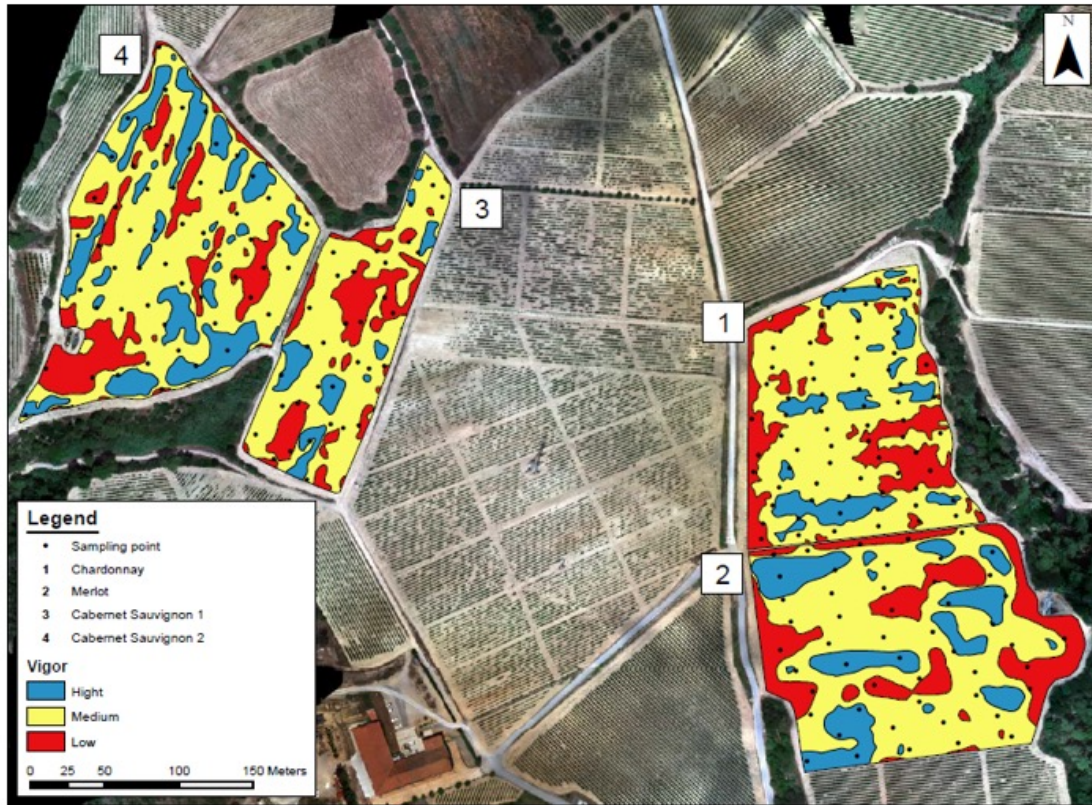 N
4
3
1
2
Legend
• Sampling point
1 Chardonnay
2 Merlot
3 Cabernet Sauvignon 1
4 Cabernet Sauvignon 2
Vigor
Hight
Medium
Low
0 25 50 100 150 Meters